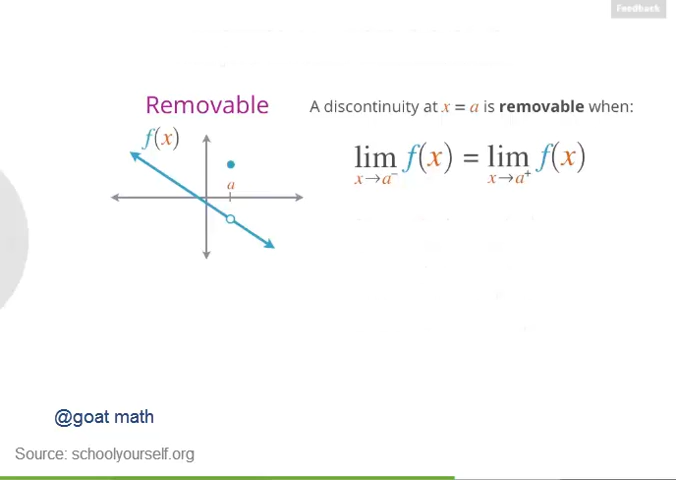 Feedback
Removable
A discontinuity at x = a is removable when:
f(x)
lim f(x) = lim f(x)
x→a⁻ x→a⁺
a
@goat math
Source: schoolyourself.org